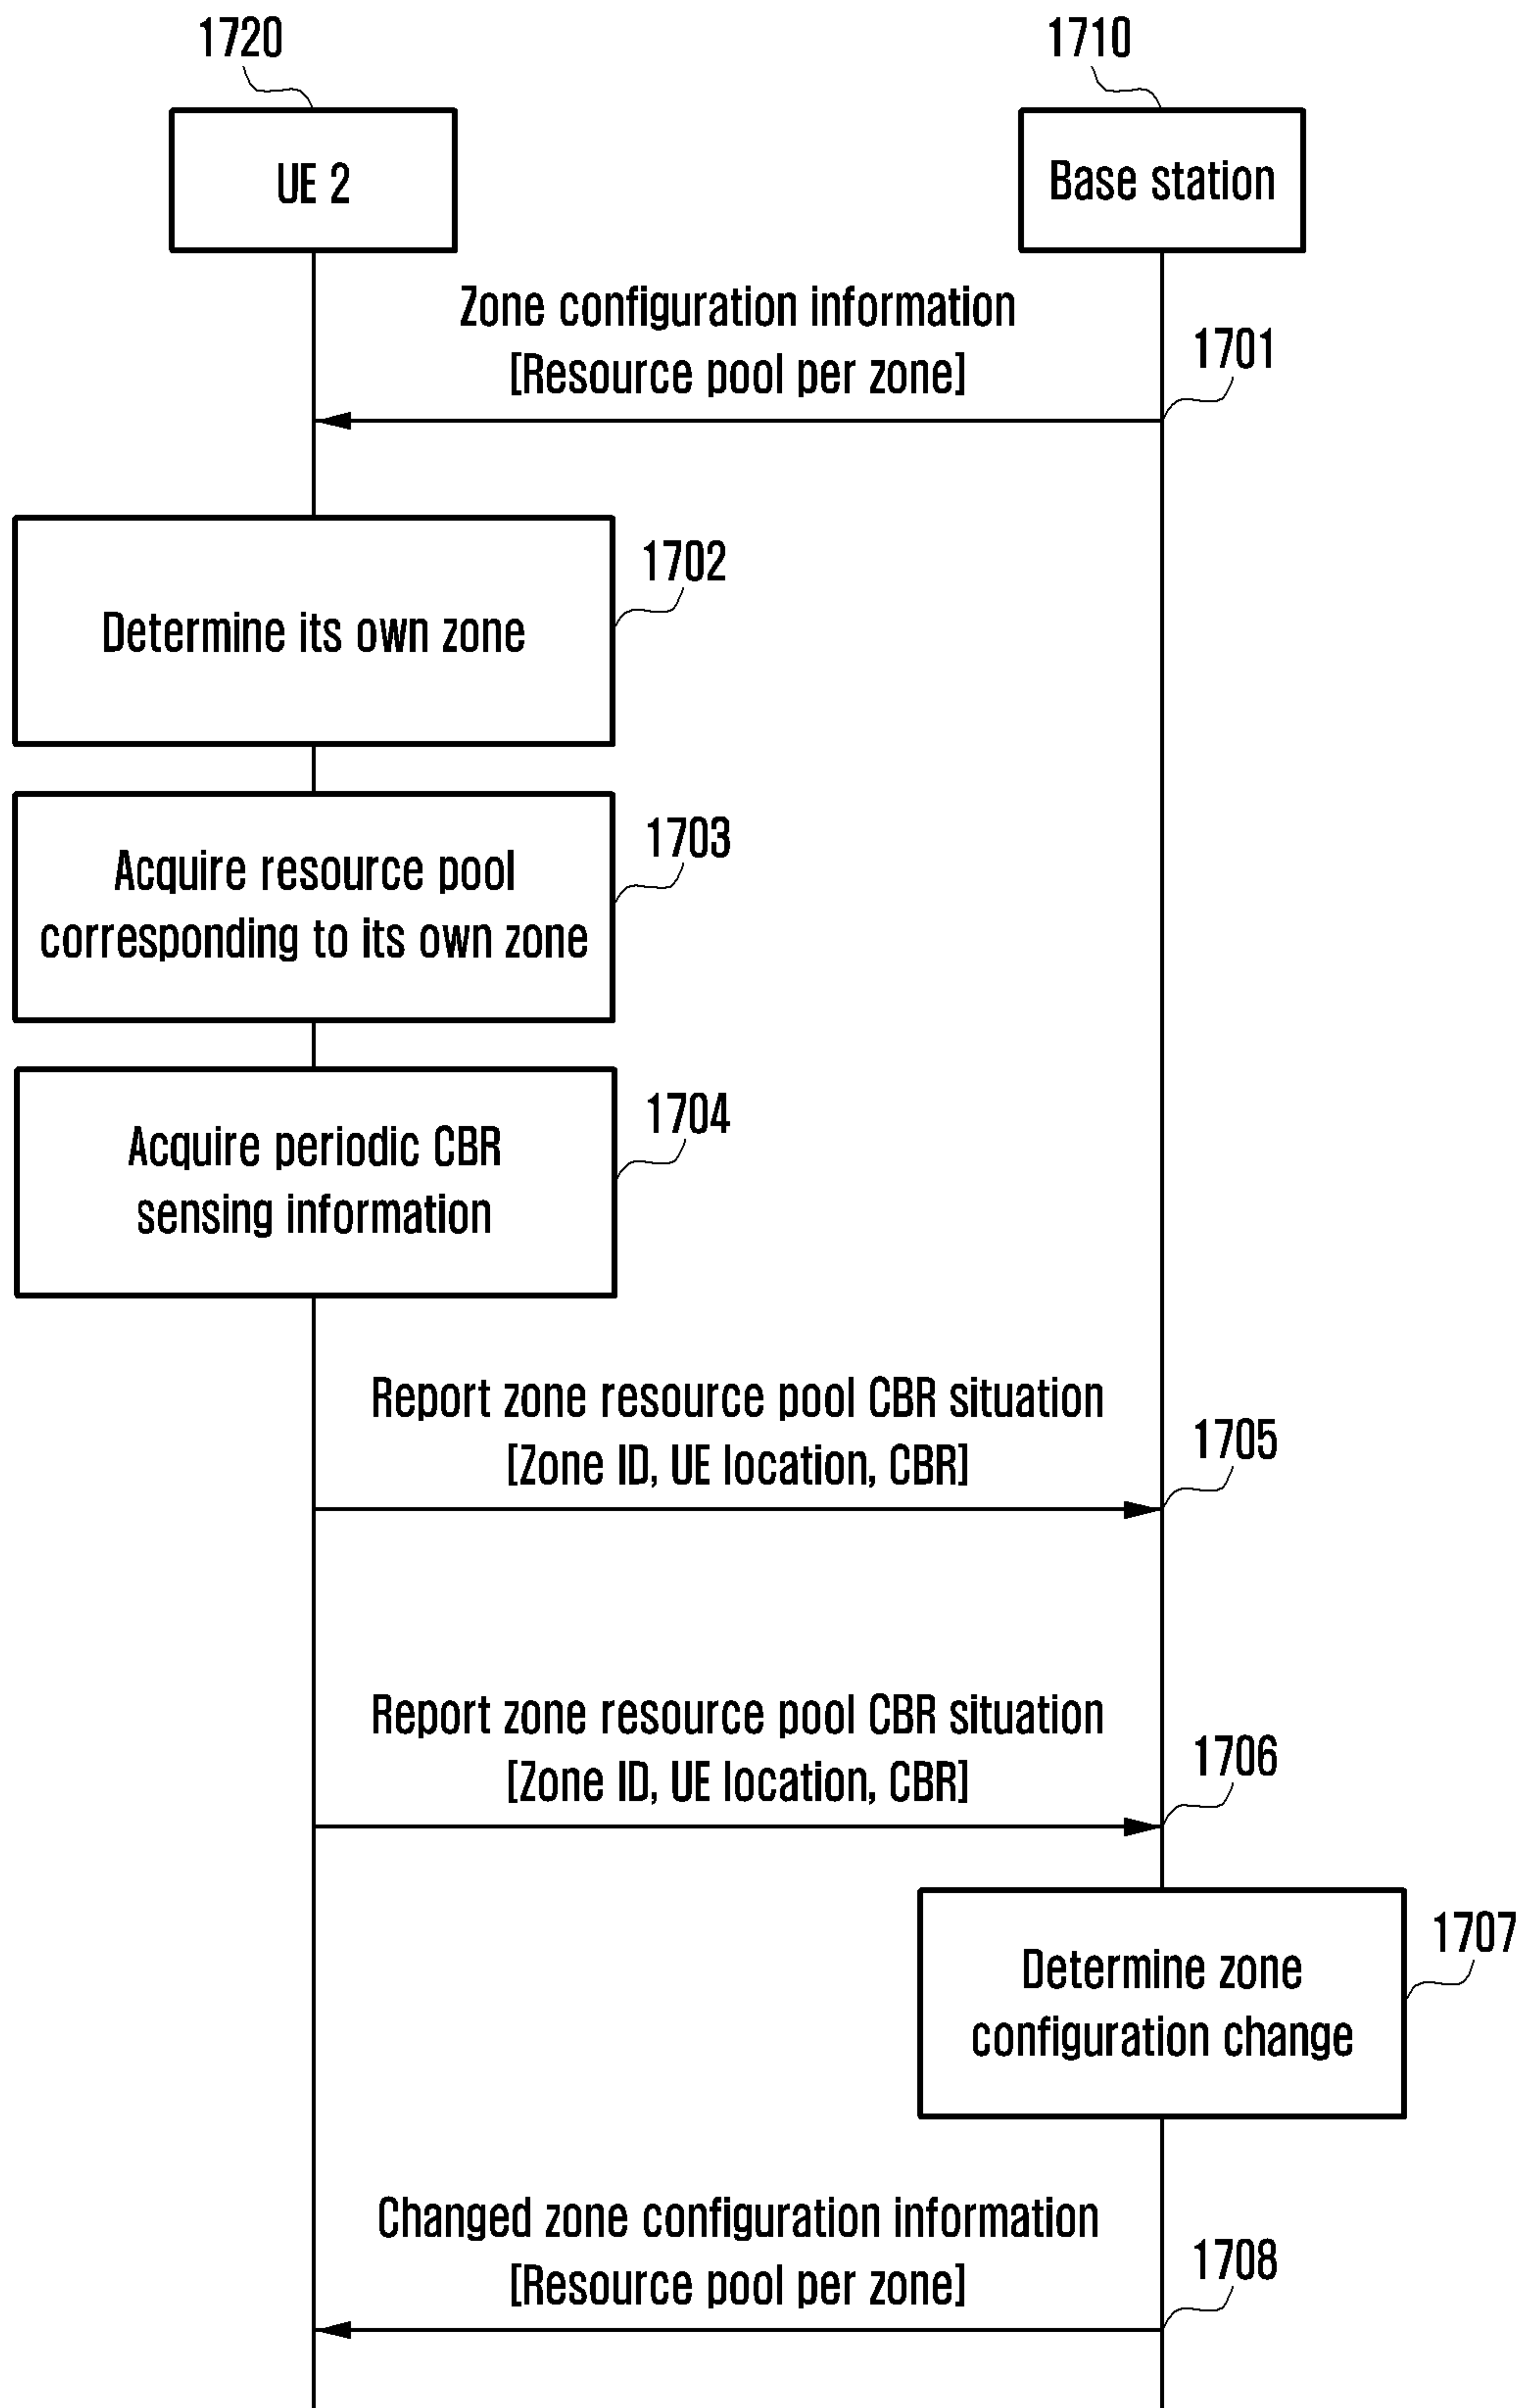 1720
1710
UE 2
Base station
Zone configuration information
[Resource pool per zone]
1701
1702
Determine its own zone
1703
Acquire resource pool
corresponding to its own zone
1704
Acquire periodic CBR
sensing information
Report zone resource pool CBR situation
[Zone ID, UE location, CBR]
1705
Report zone resource pool CBR situation
[Zone ID, UE location, CBR]
1706
1707
Determine zone
configuration change
Changed zone configuration information
[Resource pool per zone]
1708